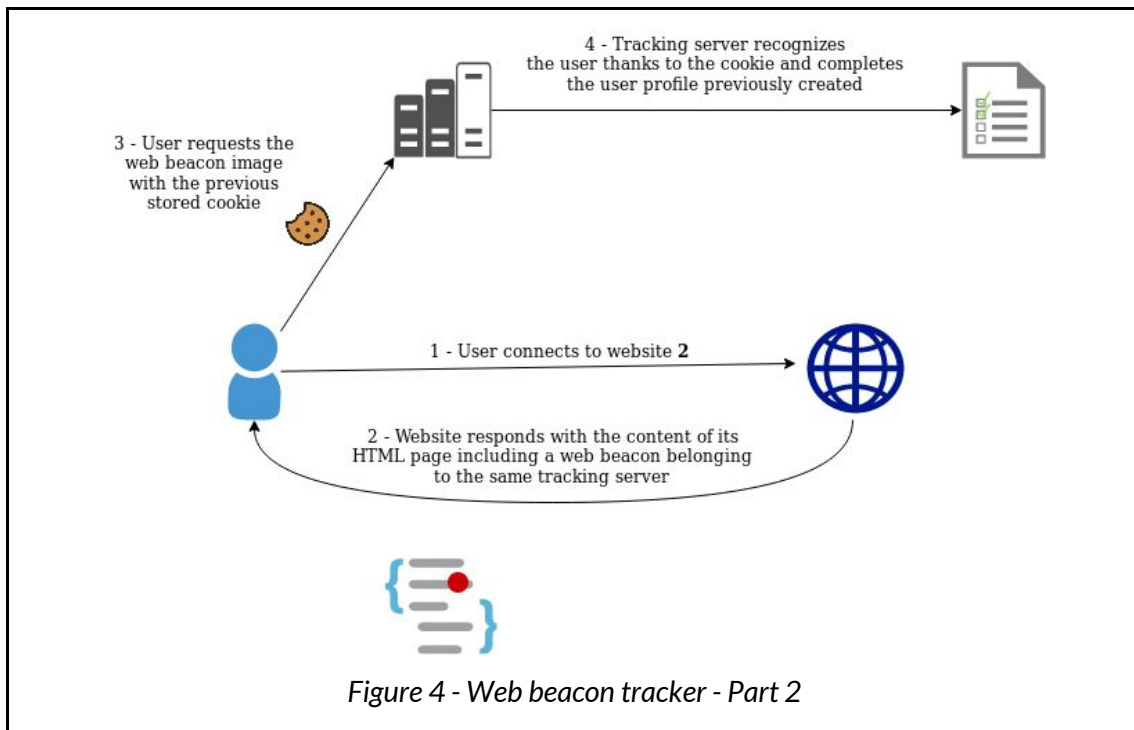 4 - Tracking server recognizes
the user thanks to the cookie and completes
the user profile previously created
3 - User requests the
web beacon image
with the previous
stored cookie
1 - User connects to website 2
2 - Website responds with the content of its
HTML page including a web beacon belonging
to the same tracking server
Figure 4 - Web beacon tracker - Part 2